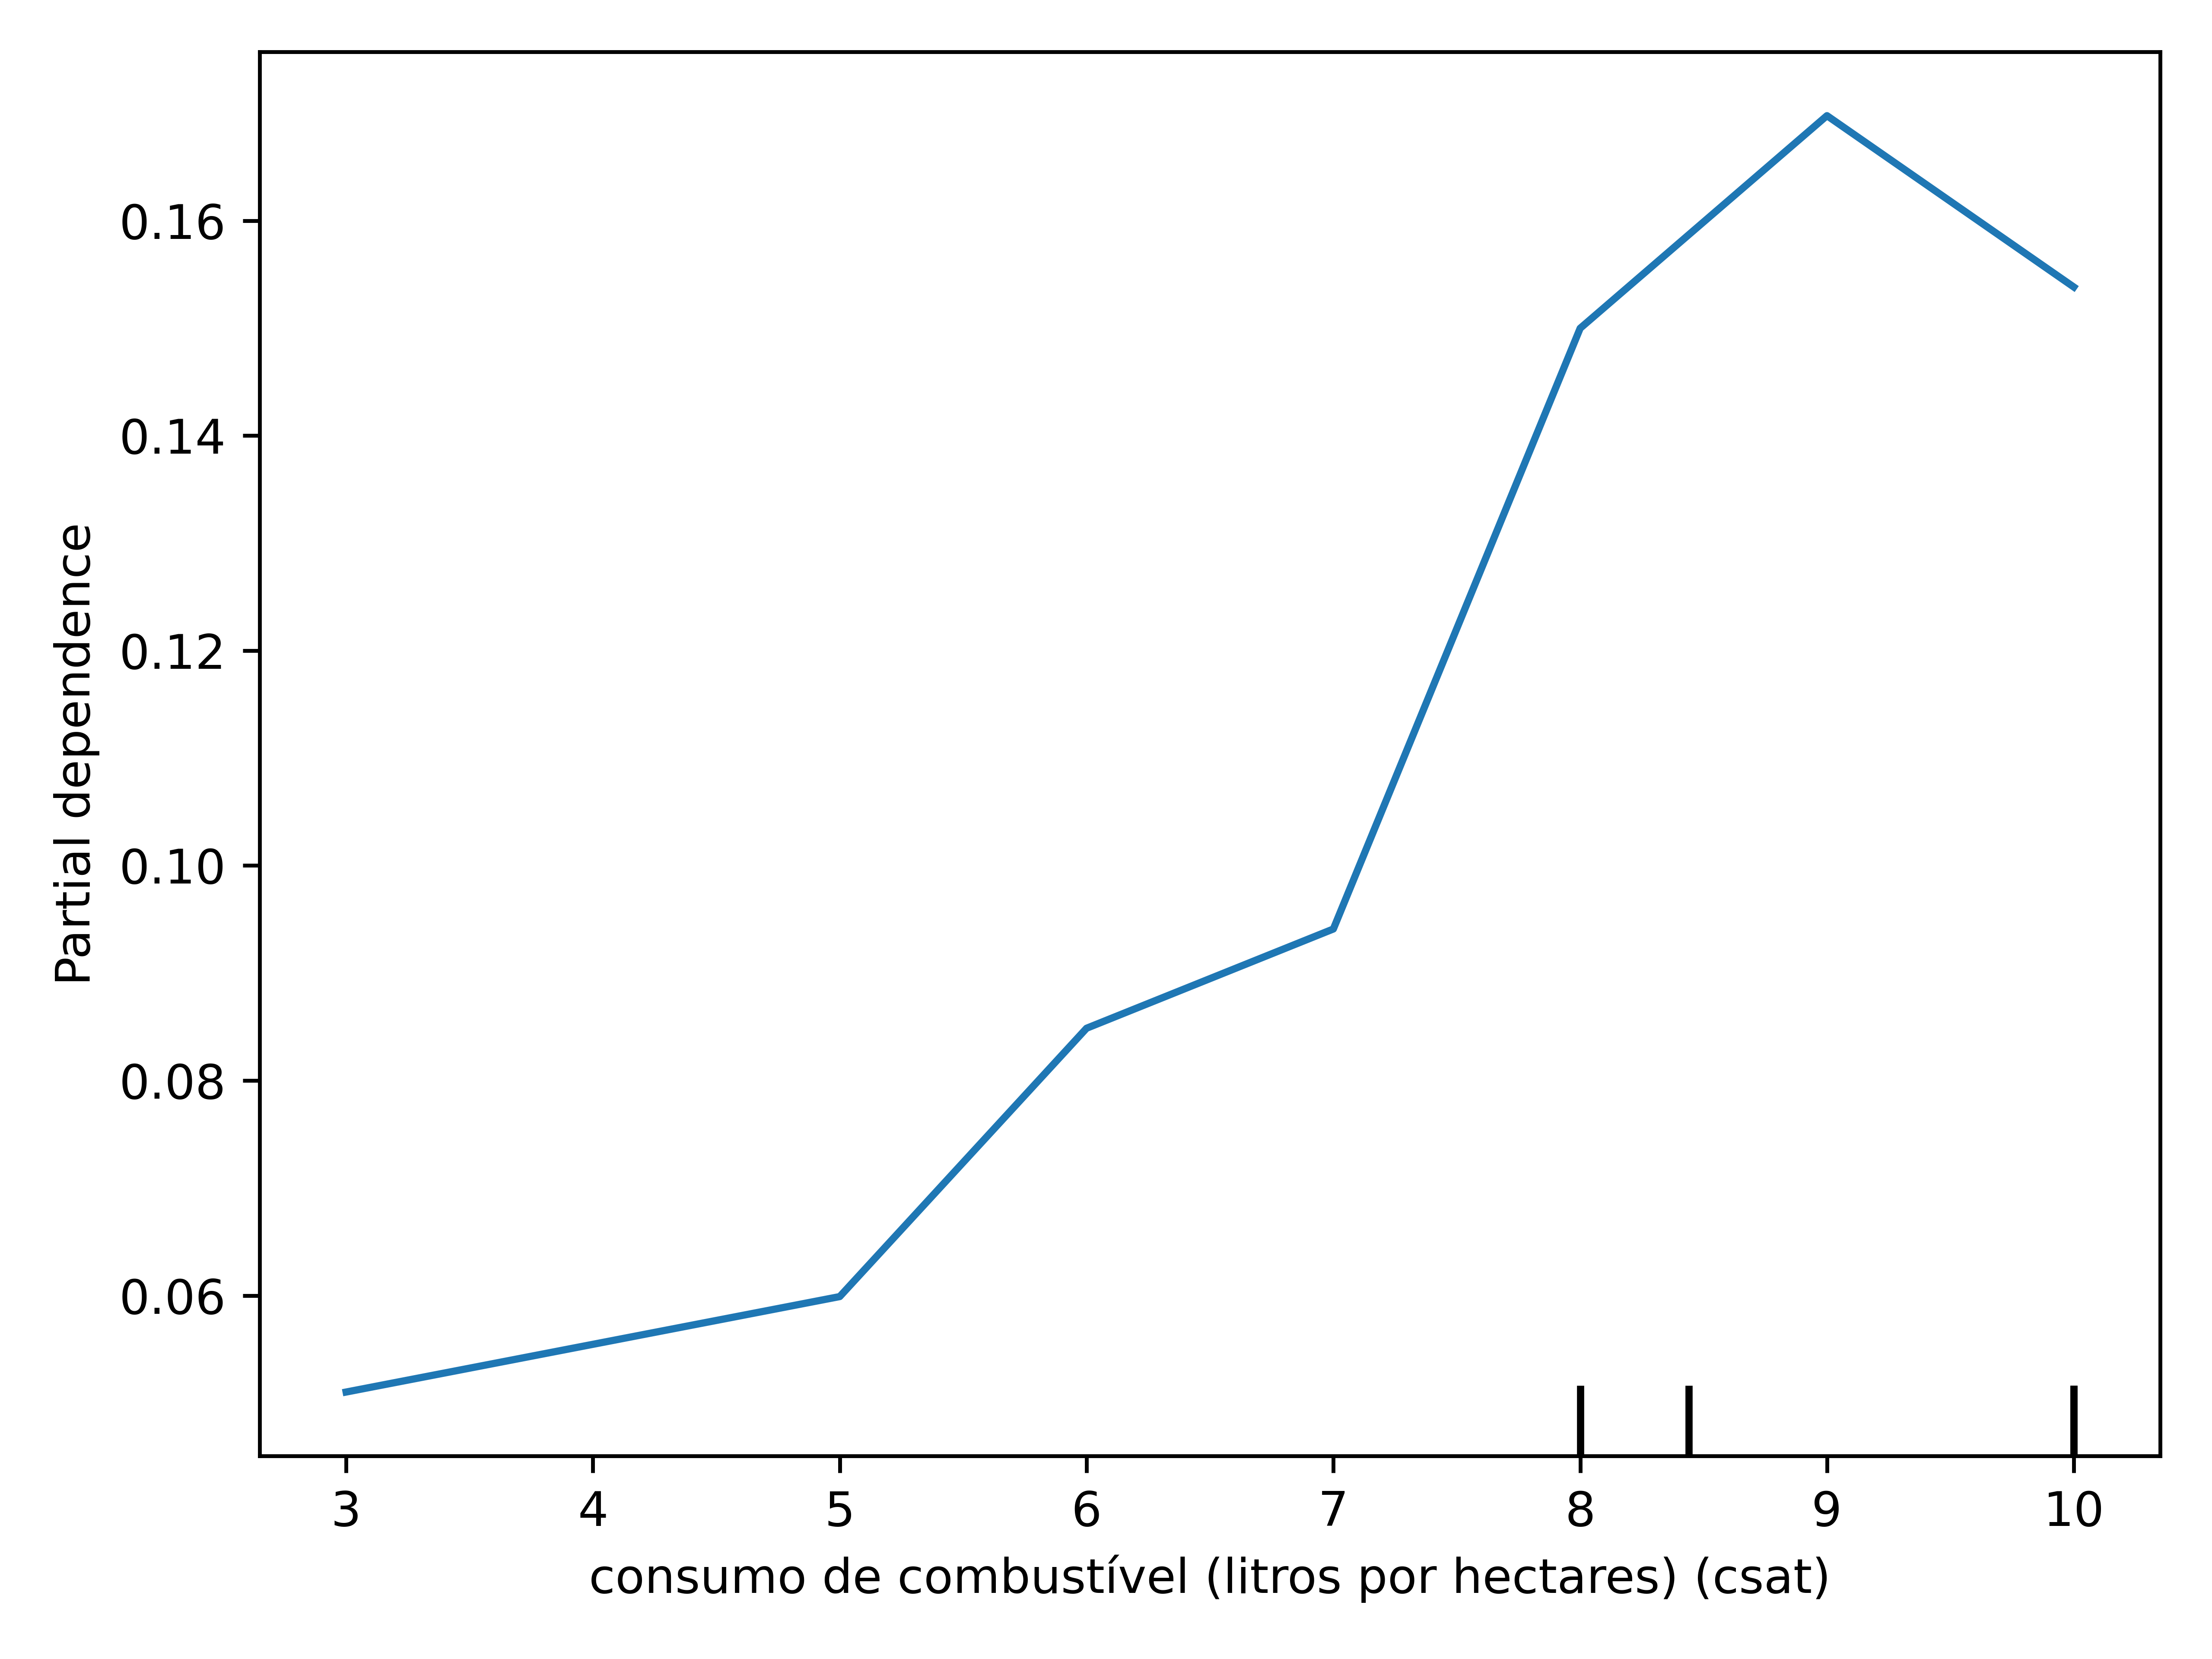 0.16
0.14
0.12
0.10
0.08
0.06
Partial dependence
3 4 5 6 7 8 9 10
consumo de combustível (litros por hectares) (csat)